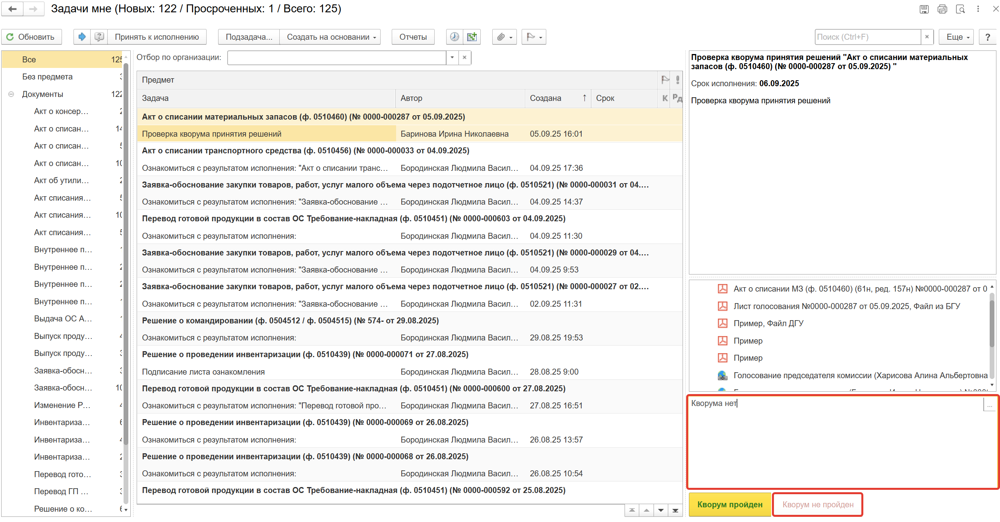 Задачи мне (Новых: 122 / Просроченных: 1 / Всего: 125)
Обновить
Принять к исполнению
Подзадача...
Создать на основании
Отчеты
Поиск (Ctrl+F)
×
Еще
?
Все 125
Без предмета
Документы 122
Акт о консер...
Акт о списан... 14
Акт о списан...
Акт о списан... 10
Акт об утили...
Акт списания...
Акт списания... 10
Акт списания...
Внутреннее п...
Внутреннее п...
Внутреннее п...
Внутреннее п...
Выдача ОС А...
Выпуск проду...
Выпуск проду...
Заявка-обосн...
Заявка-обосн... 10
Изменение Р...
Инвентариза...
Инвентариза...
Инвентариза...
Перевод гото...
Перевод ГП ...
Решение о ко...
Отбор по организации:
×
Предмет
Задача Автор Создана ↑ Срок К Рд
Акт о списании материальных запасов (ф. 0510460) (№ 0000-000287 от 05.09.2025)
Проверка кворума принятия решений Баринова Ирина Николаевна 05.09.25 16:01
Акт о списании транспортного средства (ф. 0510456) (№ 0000-000033 от 04.09.2025)
Ознакомиться с результатом исполнения: "Акт о списании транс... Бородинская Людмила Васил... 04.09.25 17:36
Заявка-обоснование закупки товаров, работ, услуг малого объема через подотчетное лицо (ф. 0510521) (№ 0000-000031 от 04....
Ознакомиться с результатом исполнения: "Заявка-обоснование ... Бородинская Людмила Васил... 04.09.25 14:37
Перевод готовой продукции в состав ОС Требование-накладная (ф. 0510451) (№ 0000-000603 от 04.09.2025)
Ознакомиться с результатом исполнения: Бородинская Людмила Васил... 04.09.25 11:30
Заявка-обоснование закупки товаров, работ, услуг малого объема через подотчетное лицо (ф. 0510521) (№ 0000-000029 от 04....
Ознакомиться с результатом исполнения: "Заявка-обоснование ... Бородинская Людмила Васил... 04.09.25 9:53
Заявка-обоснование закупки товаров, работ, услуг малого объема через подотчетное лицо (ф. 0510521) (№ 0000-000027 от 02....
Ознакомиться с результатом исполнения: "Заявка-обоснование ... Бородинская Людмила Васил... 02.09.25 11:31
Решение о командировании (ф. 0504512 / ф. 0504515) (№ 574- от 29.08.2025)
Ознакомиться с результатом исполнения: Бородинская Людмила Васил... 29.08.25 19:53
Решение о проведении инвентаризации (ф. 0510439) (№ 0000-000071 от 27.08.2025)
Подписание листа ознакомления Бородинская Людмила Васил... 28.08.25 9:00
Перевод готовой продукции в состав ОС Требование-накладная (ф. 0510451) (№ 0000-000600 от 27.08.2025)
Ознакомиться с результатом исполнения: "Перевод готовой про... Бородинская Людмила Васил... 27.08.25 16:51
Решение о проведении инвентаризации (ф. 0510439) (№ 0000-000069 от 26.08.2025)
Ознакомиться с результатом исполнения: Бородинская Людмила Васил... 26.08.25 13:57
Решение о проведении инвентаризации (ф. 0510439) (№ 0000-000068 от 26.08.2025)
Ознакомиться с результатом исполнения: Бородинская Людмила Васил... 26.08.25 10:54
Перевод готовой продукции в состав ОС Требование-накладная (ф. 0510451) (№ 0000-000592 от 25.08.2025)
Проверка кворума принятия решений "Акт о списании материальных
запасов (ф. 0510460) (№ 0000-000287 от 05.09.2025) "
Срок исполнения: 06.09.2025
Проверка кворума принятия решений
Акт о списании МЗ (ф. 0510460) (61н, ред. 157н) №0000-000287 от 0
Лист голосования №0000-000287 от 05.09.2025, Файл из БГУ
Пример, Файл ДГУ
Пример
Пример
Голосование председателя комиссии (Харисова Алина Альбертовна
Кворума нет
...
Кворум пройден
Кворум не пройден